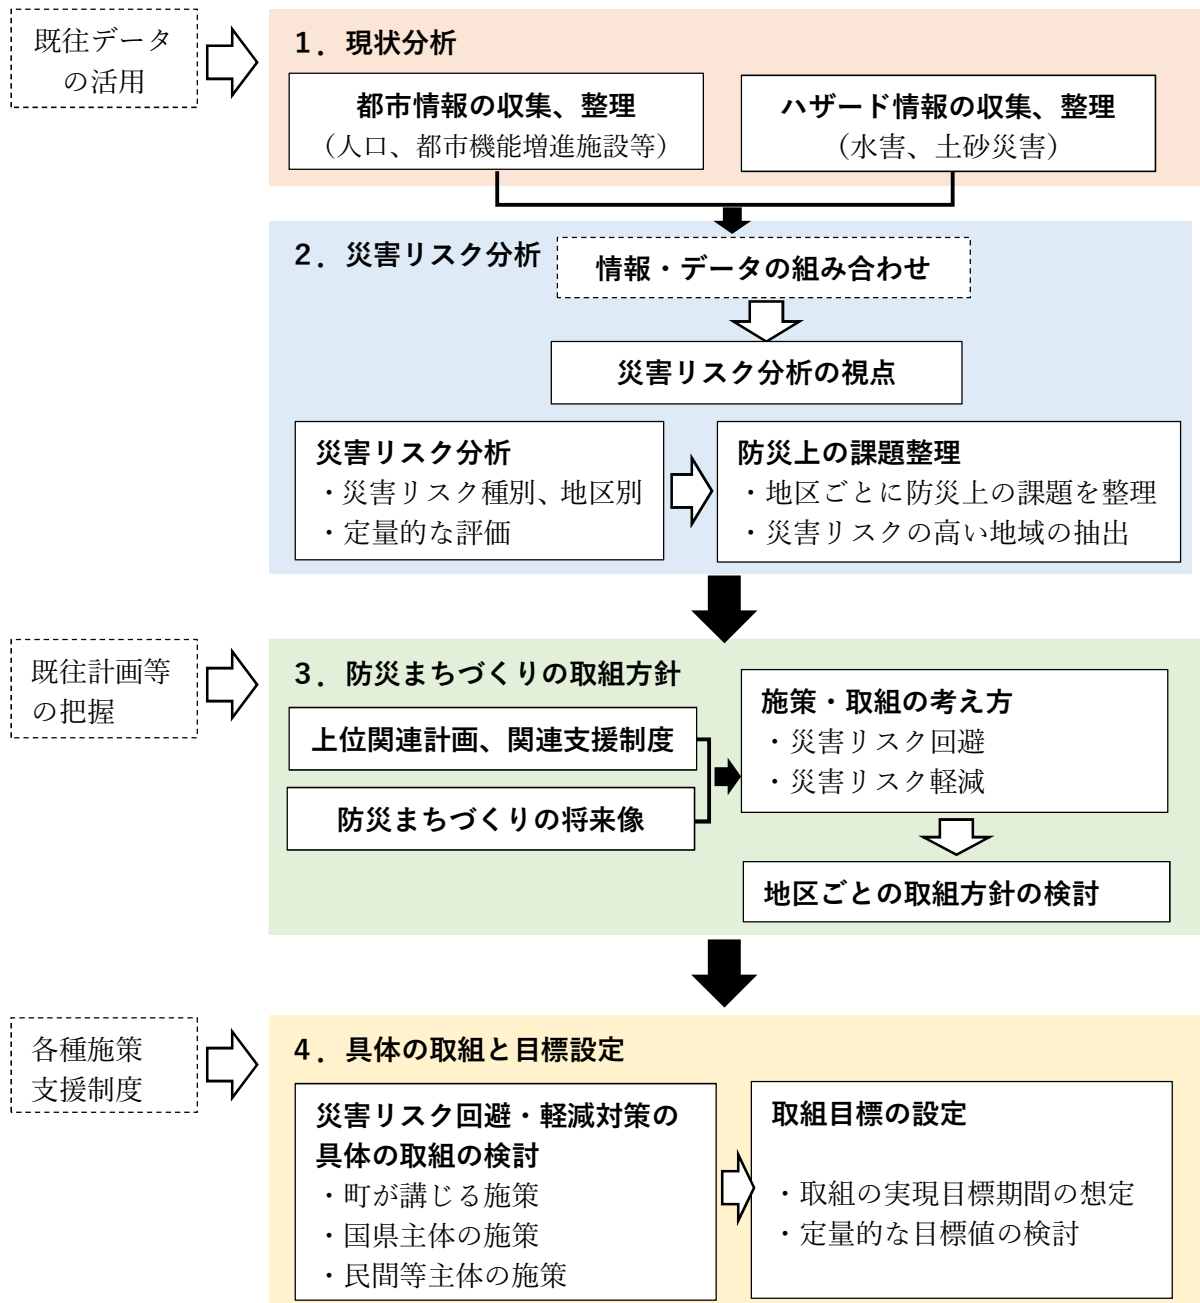 既往データ
の活用
１．現状分析
都市情報の収集、整理
（人口、都市機能増進施設等）
ハザード情報の収集、整理
（水害、土砂災害）
２．災害リスク分析
情報・データの組み合わせ
災害リスク分析の視点
災害リスク分析
・災害リスク種別、地区別
・定量的な評価
防災上の課題整理
・地区ごとに防災上の課題を整理
・災害リスクの高い地域の抽出
既往計画等
の把握
３．防災まちづくりの取組方針
上位関連計画、関連支援制度
防災まちづくりの将来像
施策・取組の考え方
・災害リスク回避
・災害リスク軽減
地区ごとの取組方針の検討
各種施策
支援制度
４．具体の取組と目標設定
災害リスク回避・軽減対策の
具体の取組の検討
・町が講じる施策
・国県主体の施策
・民間等主体の施策
取組目標の設定
・取組の実現目標期間の想定
・定量的な目標値の検討